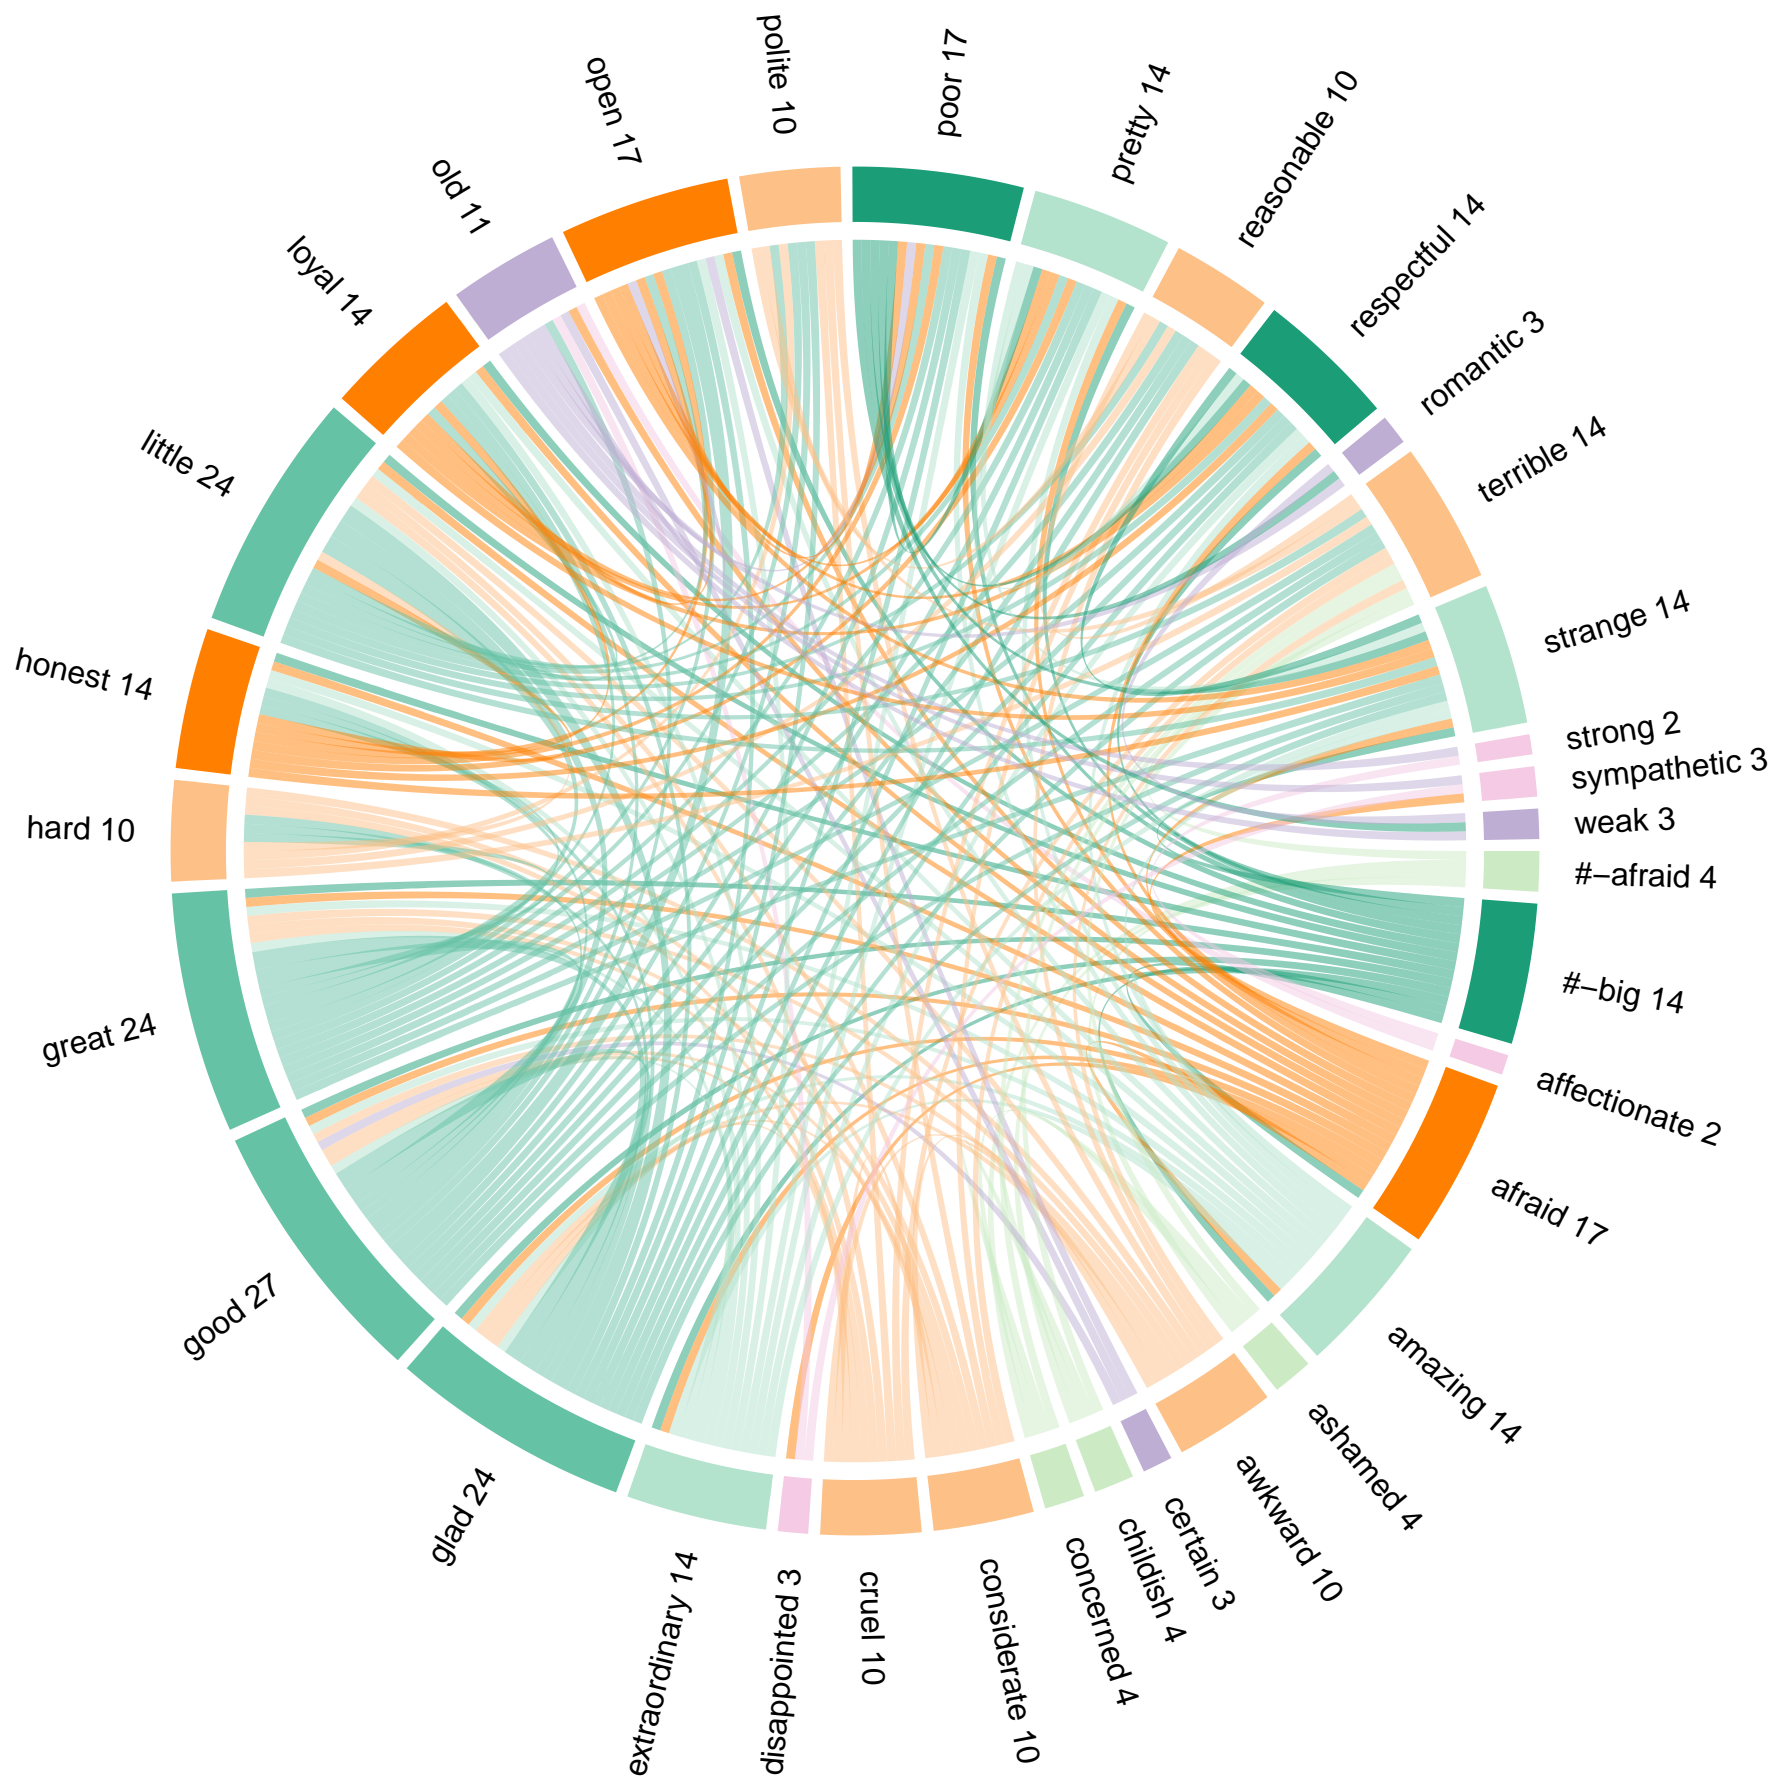 poor 17
pretty 14
reasonable 10
respectful 14
romantic 3
terrible 14
strange 14
strong 2
sympathetic 3
weak 3
#–afraid 4
#–big 14
affectionate 2
afraid 17
amazing 14
ashamed 4
awkward 10
certain 3
childish 4
concerned 4
considerate 10
cruel 10
disappointed 3
extraordinary 14
glad 24
good 27
great 24
hard 10
honest 14
little 24
loyal 14
old 11
open 17
polite 10